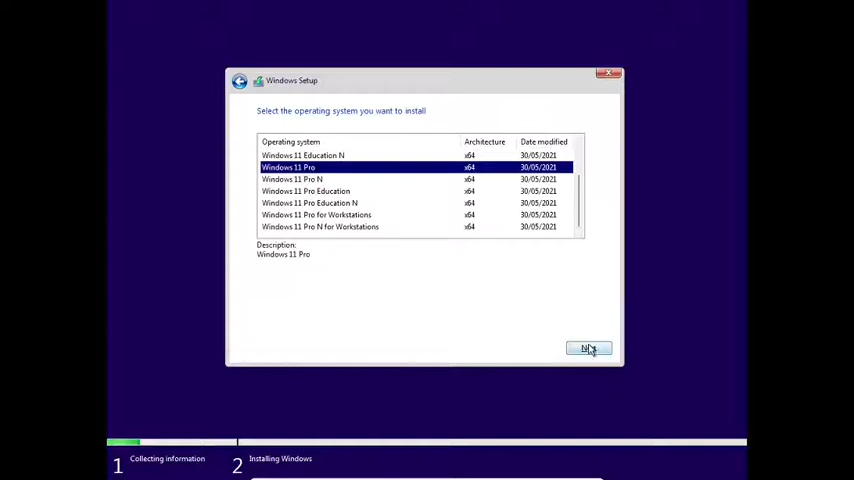 Windows Setup
Select the operating system you want to install
Operating system Architecture Date modified
Windows 11 Education N x64 30/05/2021
Windows 11 Pro x64 30/05/2021
Windows 11 Pro N x64 30/05/2021
Windows 11 Pro Education x64 30/05/2021
Windows 11 Pro Education N x64 30/05/2021
Windows 11 Pro for Workstations x64 30/05/2021
Windows 11 Pro N for Workstations x64 30/05/2021
Description:
Windows 11 Pro
1 Collecting information 2 Installing Windows